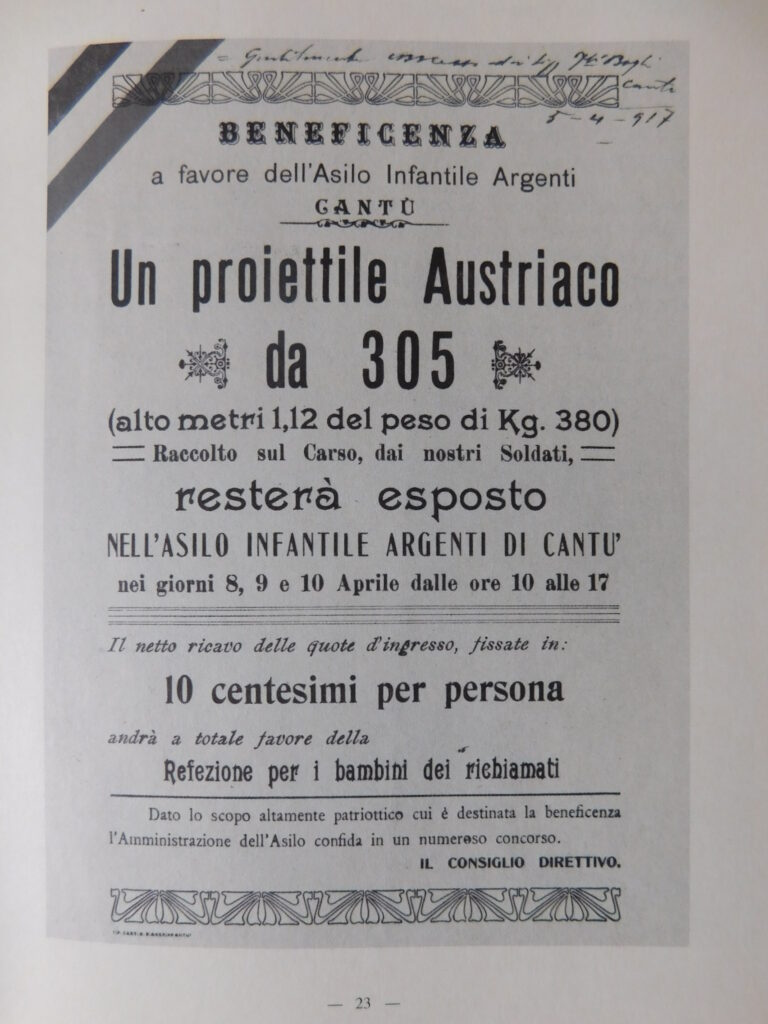 = Gentilmente concesso dai
Cantù
5 - 4 - 917
BENEFICENZA
a favore dell'Asilo Infantile Argenti
CANTÙ
Un proiettile Austriaco
da 305
(alto metri 1,12 del peso di Kg. 380)
Raccolto sul Carso, dai nostri Soldati,
resterà esposto
NELL'ASILO INFANTILE ARGENTI DI CANTU'
nei giorni 8, 9 e 10 Aprile dalle ore 10 alle 17
Il netto ricavo delle quote d'ingresso, fissate in:
10 centesimi per persona
andrà a totale favore della
Refezione per i bambini dei richiamati
Dato lo scopo altamente patriottico cui é destinata la beneficenza
l'Amministrazione dell'Asilo confida in un numeroso concorso.
IL CONSIGLIO DIRETTIVO.
— 23 —